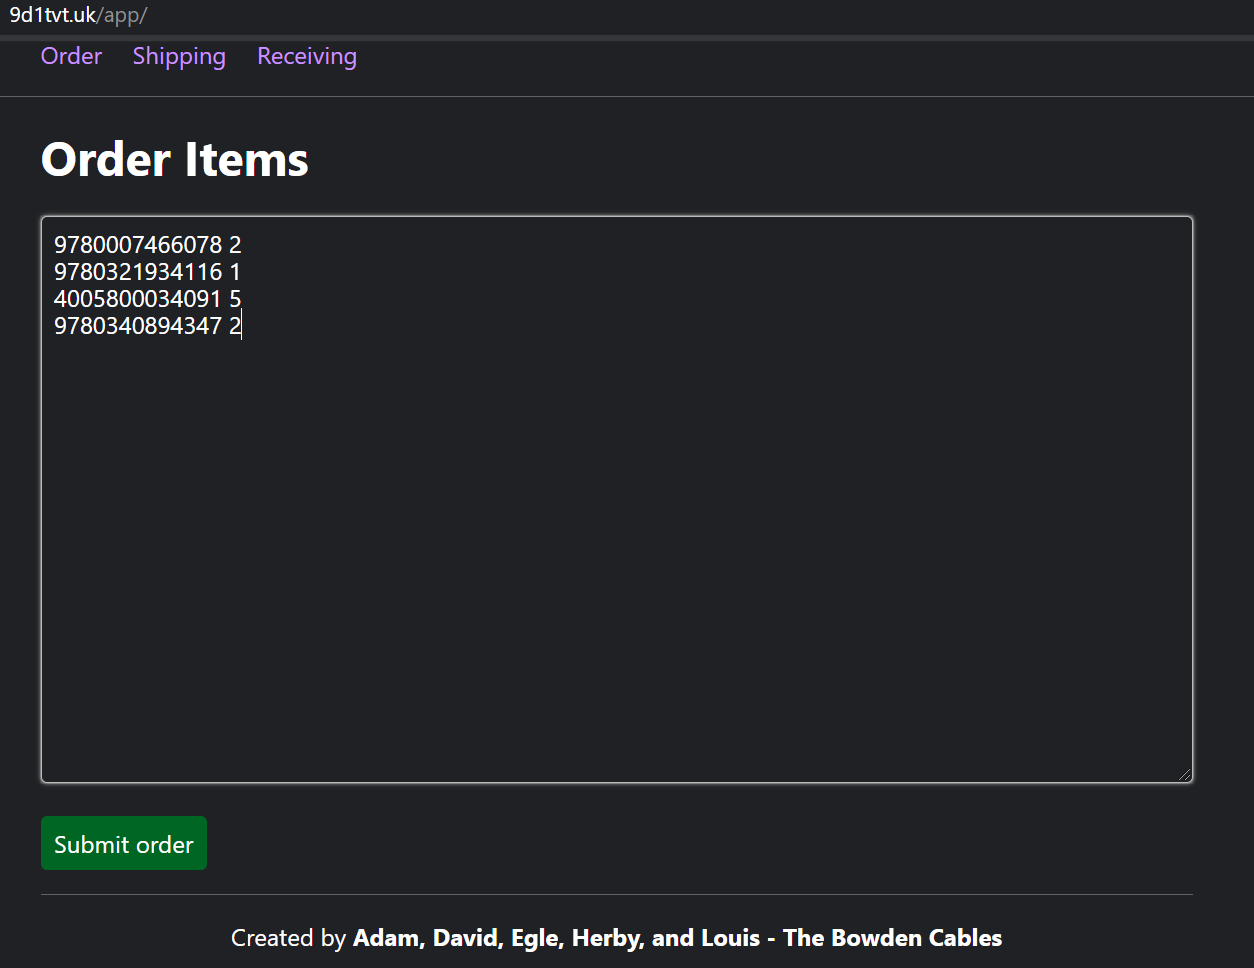 9d1tvt.uk/app/
Order Shipping Receiving
Order Items
9780007466078 2
9780321934116 1
4005800034091 5
9780340894347 2
Submit order
Created by Adam, David, Egle, Herby, and Louis - The Bowden Cables